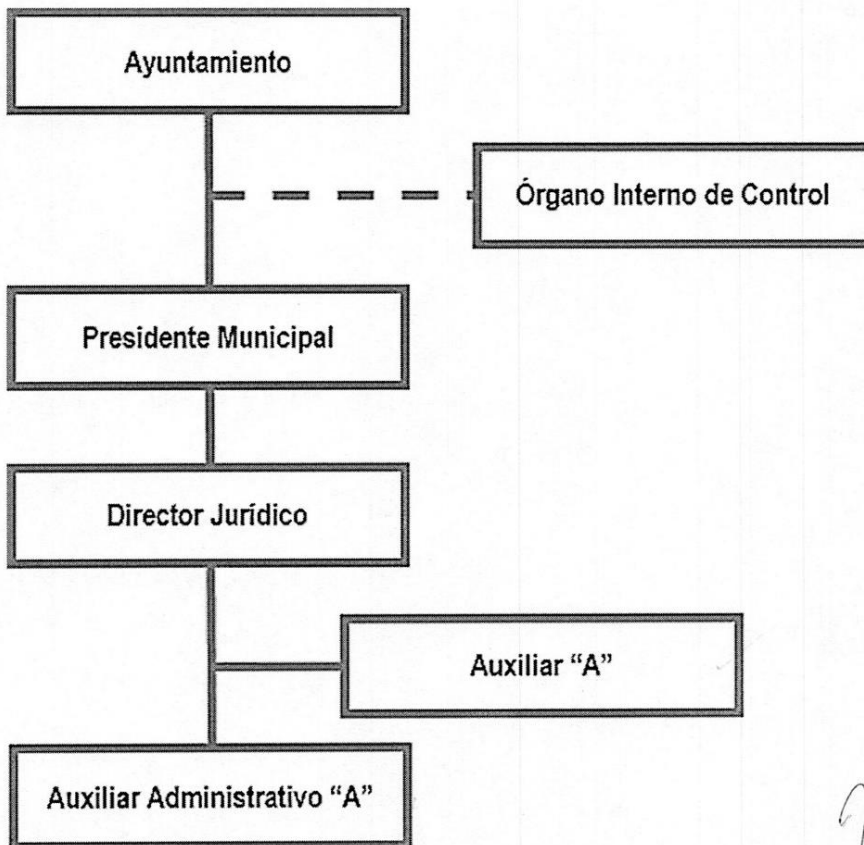 Ayuntamiento
Órgano Interno de Control
Presidente Municipal
Director Jurídico
Auxiliar “A”
Auxiliar Administrativo “A”